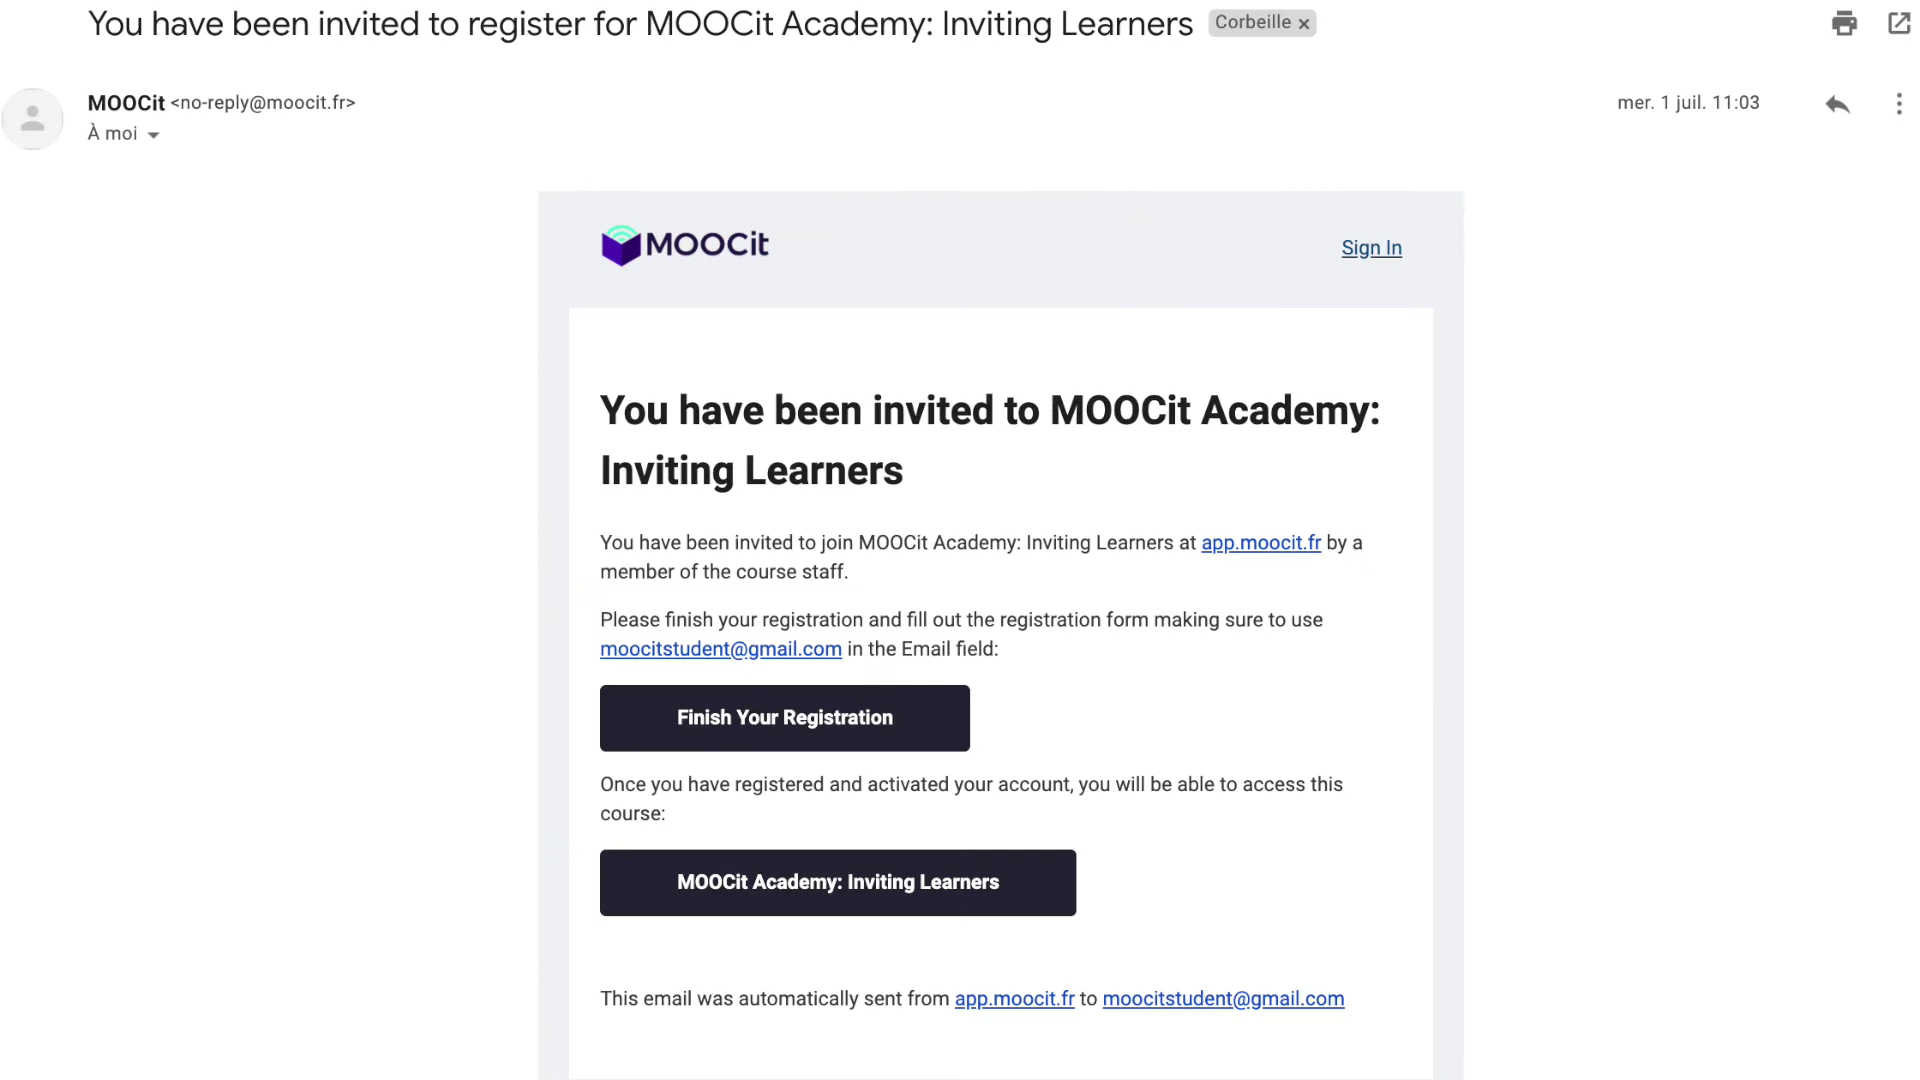 You have been invited to register for MOOCit Academy: Inviting Learners Corbeille x
MOOCit <no-reply@moocit.fr>
mer. 1 juil. 11:03
À moi
MOOCit
Sign In
You have been invited to MOOCit Academy:
Inviting Learners
You have been invited to join MOOCit Academy: Inviting Learners at app.moocit.fr by a
member of the course staff.
Please finish your registration and fill out the registration form making sure to use
moocitstudent@gmail.com in the Email field:
Finish Your Registration
Once you have registered and activated your account, you will be able to access this
course:
MOOCit Academy: Inviting Learners
This email was automatically sent from app.moocit.fr to moocitstudent@gmail.com